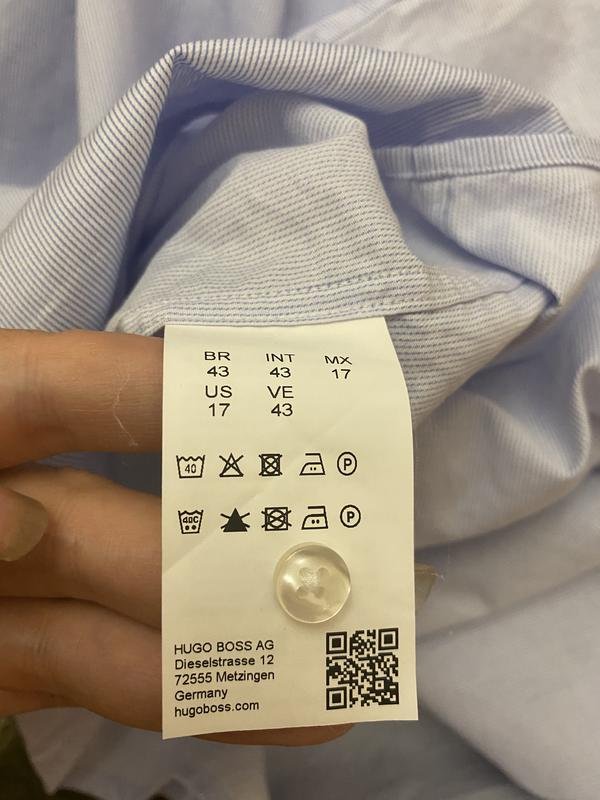 BR INT MX
43 43 17
US VE
17 43
40 P
40C P
HUGO BOSS AG
Dieselstrasse 12
72555 Metzingen
Germany
hugoboss.com